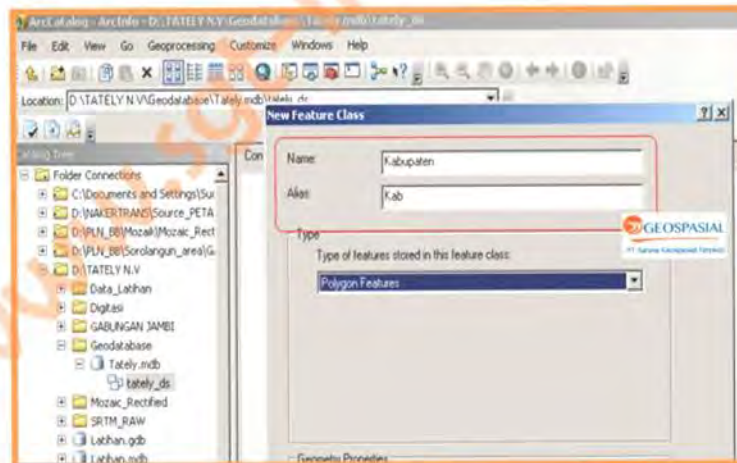 ArcCatalog - ArcInfo - D:\TATELY N.V\Geodatabase\Tately.mdb\tately_ds
File Edit View Go Geoprocessing Customize Windows Help
Location: D:\TATELY N.V\Geodatabase\Tately.mdb\tately_ds
New Feature Class
Catalog Tree
Con
Name:
Kabupaten
Alias:
Kab
Type
Type of features stored in this feature class:
Polygon Features
GEOSPASIAL
Folder Connections
C:\Documents and Settings\Su
D:\NAKERTRANS\Source_PETA
D:\PLN_BB\Mozaik\Mozaic_Rect
D:\PLN_BB\Sorolangun_area\G
D:\TATELY N.V
Data_Latihan
Digitasi
GABUNGAN JAMBI
Geodatabase
Tately.mdb
tately_ds
Mozaic_Rectified
SRTM_RAW
Latihan.gdb
Latihan.mdb
Geometry Properties